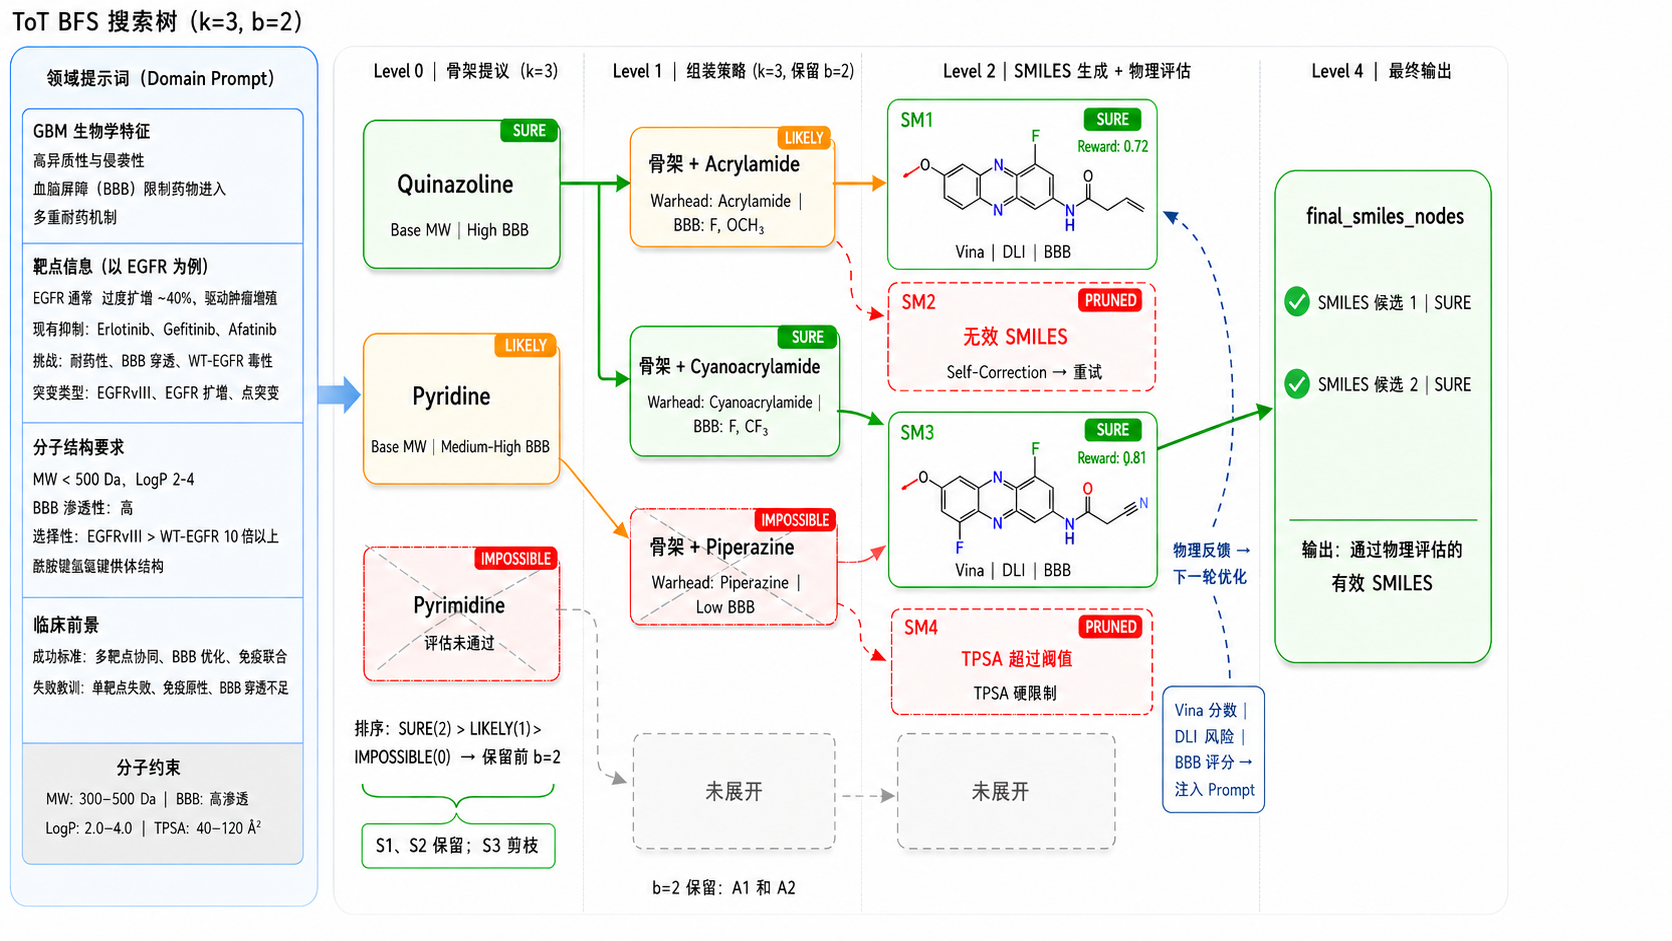 ToT BFS 搜索树 (k=3, b=2)
领域提示词 (Domain Prompt)
GBM 生物学特征
高异质性与侵袭性
血脑屏障 (BBB) 限制药物进入
多重耐药机制
靶点信息 (以 EGFR 为例)
EGFR 通常 过度扩增 ~40%、驱动肿瘤增殖
现有抑制: Erlotinib、Gefitinib、Afatinib
挑战: 耐药性、BBB 穿透、WT-EGFR 毒性
突变类型: EGFRvIII、EGFR 扩增、点突变
分子结构要求
MW < 500 Da, LogP 2-4
BBB 渗透性: 高
选择性: EGFRvIII > WT-EGFR 10 倍以上
酰胺键氢键供体结构
临床前景
成功标准: 多靶点协同、BBB 优化、免疫联合
失败教训: 单靶点失败、免疫原性、BBB 穿透不足
分子约束
MW: 300–500 Da | BBB: 高渗透
LogP: 2.0–4.0 | TPSA: 40–120 Å²
Level 0 | 骨架提议 (k=3)
SURE
Quinazoline
Base MW | High BBB
LIKELY
Pyridine
Base MW | Medium-High BBB
IMPOSSIBLE
Pyrimidine
评估未通过
排序: SURE(2) > LIKELY(1)>
IMPOSSIBLE(0) → 保留前 b=2
S1、S2 保留; S3 剪枝
Level 1 | 组装策略 (k=3, 保留 b=2)
LIKELY
骨架 + Acrylamide
Warhead: Acrylamide |
BBB: F, OCH₃
SURE
骨架 + Cyanoacrylamide
Warhead: Cyanoacrylamide |
BBB: F, CF₃
IMPOSSIBLE
骨架 + Piperazine
Warhead: Piperazine |
Low BBB
未展开
b=2 保留: A1 和 A2
Level 2 | SMILES 生成 + 物理评估
SM1
SURE
Reward: 0.72
F
O
N
O
N
N
H
Vina | DLI | BBB
SM2
PRUNED
无效 SMILES
Self-Correction → 重试
SM3
SURE
Reward: 0.81
F
O
N
O
N
N
N
H
F
Vina | DLI | BBB
SM4
PRUNED
TPSA 超过阈值
TPSA 硬限制
未展开
物理反馈 →
下一轮优化
Vina 分数 |
DLI 风险 |
BBB 评分 →
注入 Prompt
Level 4 | 最终输出
final_smiles_nodes
SMILES 候选 1 | SURE
SMILES 候选 2 | SURE
输出: 通过物理评估的
有效 SMILES